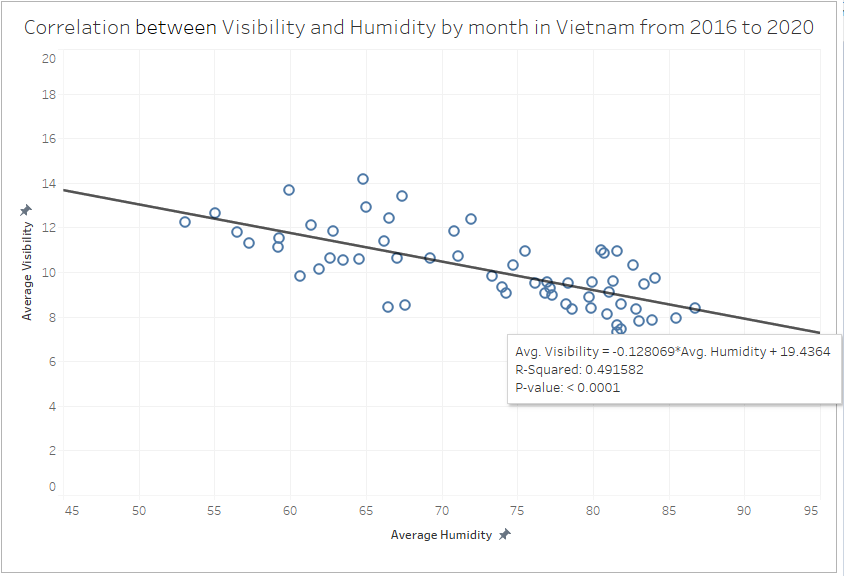 Correlation between Visibility and Humidity by month in Vietnam from 2016 to 2020
20
18
16
14
12
10
8
6
4
2
0
Average Visibility
Avg. Visibility = -0.128069*Avg. Humidity + 19.4364
R-Squared: 0.491582
P-value: < 0.0001
45 50 55 60 65 70 75 80 85 90 95
Average Humidity